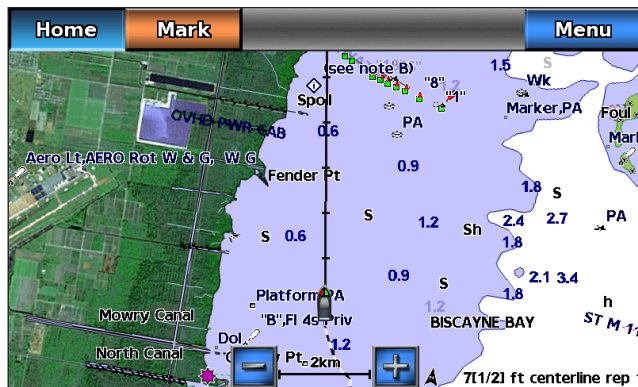 Home
Mark
Menu
(see note B)
"8"
1.2
1.5
S
Wk
Spoil
Marker,PA
Foul
PA
OVHD PWR CAB
0.6
Aero Lt,AERO Rot W & G, W G
0.9
Fender Pt
1.8
S
S
1.2
2.4
2.7
PA
S
0.6
Sh
1.8
0.9
S
2.1
3.4
1.8
Platform PA
1.2
h
Mowry Canal
"B",Fl 4s Priv
BISCAYNE BAY
Dol
1.2
North Canal
Pt
2km
7[1/2] ft centerline rep